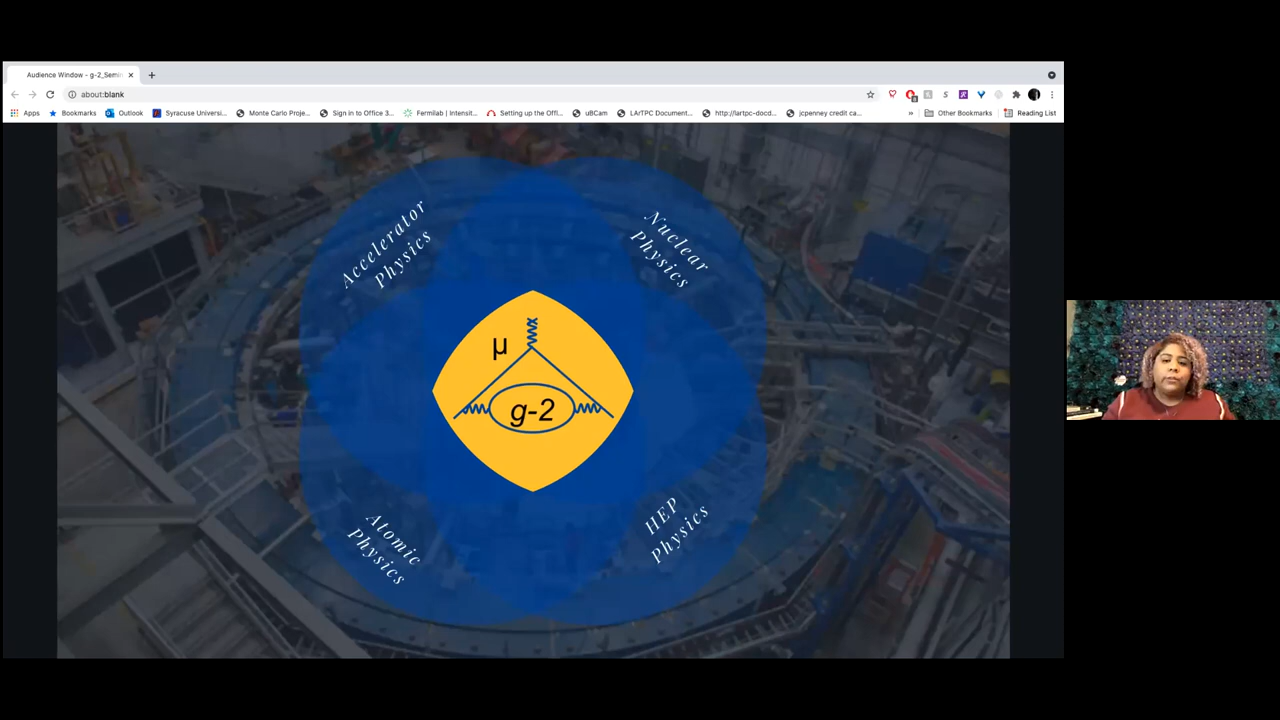 Audience Window - g-2_Semin
about:blank
Apps Bookmarks Outlook Syracuse Universi... Monte Carlo Proje... Sign in to Office 3... Fermilab | Intensit... Setting up the Offi... uBCam LArTPC Document... http://lartpc-docd... jcpenney credit ca... » Other Bookmarks Reading List
Accelerator
Physics
Nuclear
Physics
μ
g-2
Atomic
Physics
HEP
Physics